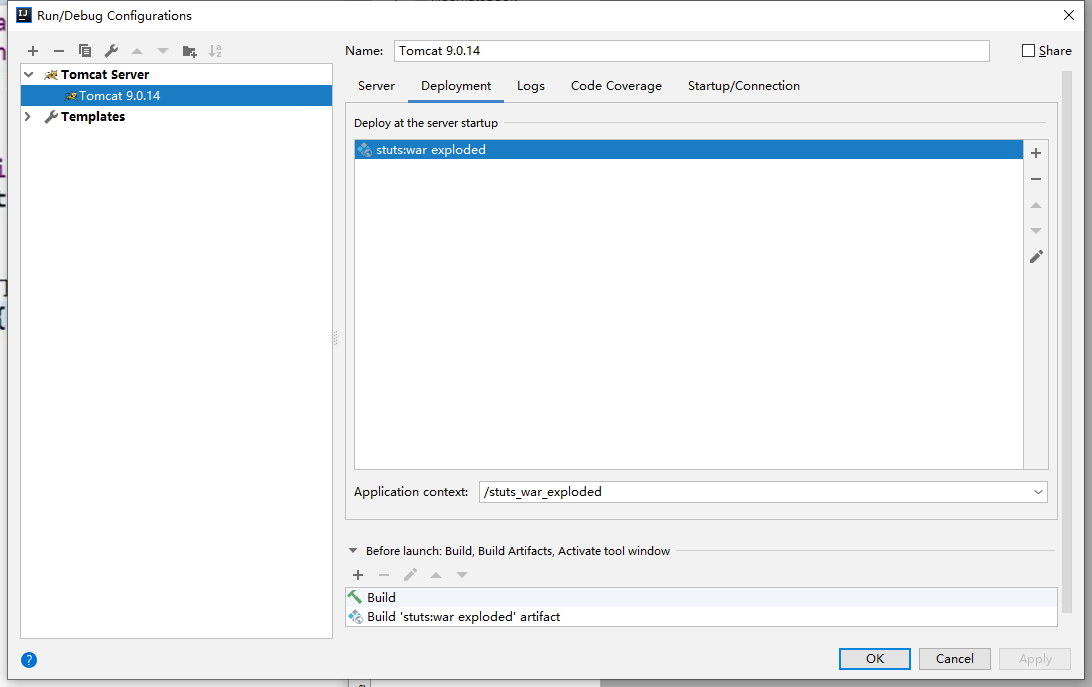 Run/Debug Configurations
Name: Tomcat 9.0.14 Share
Tomcat Server
Tomcat 9.0.14
Templates
Server Deployment Logs Code Coverage Startup/Connection
Deploy at the server startup
stuts:war exploded
Application context: /stuts_war_exploded
Before launch: Build, Build Artifacts, Activate tool window
Build
Build 'stuts:war exploded' artifact
? OK Cancel Apply